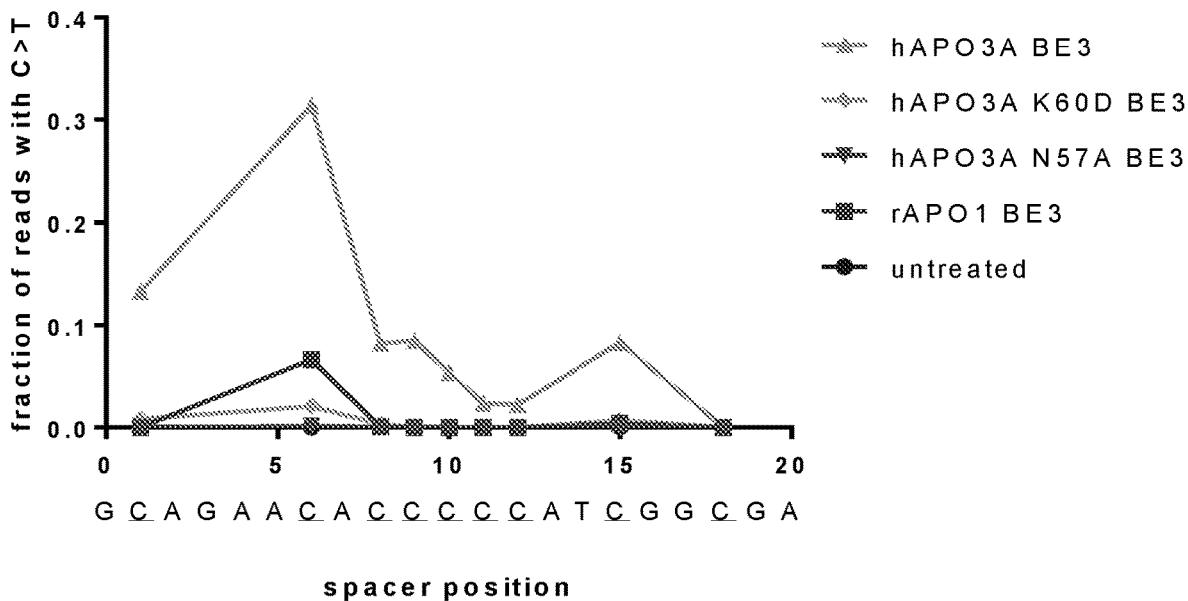 fraction of reads with C>T
0.4
0.3
0.2
0.1
0.0
0 5 10 15 20
G C A G A A C A C C C C C A T C G G C G A
spacer position
hAPO3A BE3
hAPO3A K60D BE3
hAPO3A N57A BE3
rAPO1 BE3
untreated